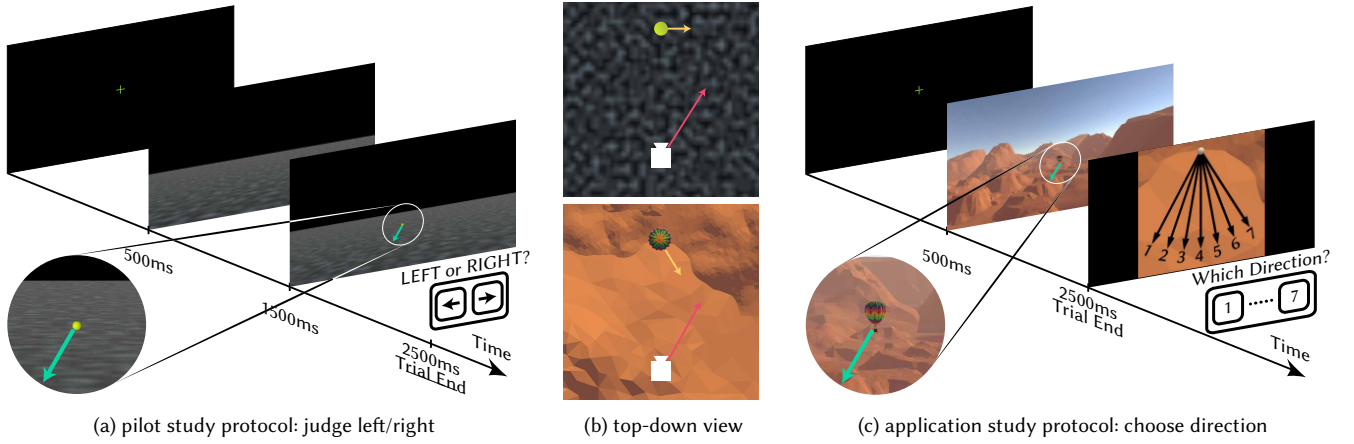 500ms
1500ms
2500ms
Trial End
Time
LEFT or RIGHT?
(a) pilot study protocol: judge left/right
(b) top-down view
500ms
2500ms
Trial End
Time
1 2 3 4 5 6 7
Which Direction?
1 ..... 7
(c) application study protocol: choose direction